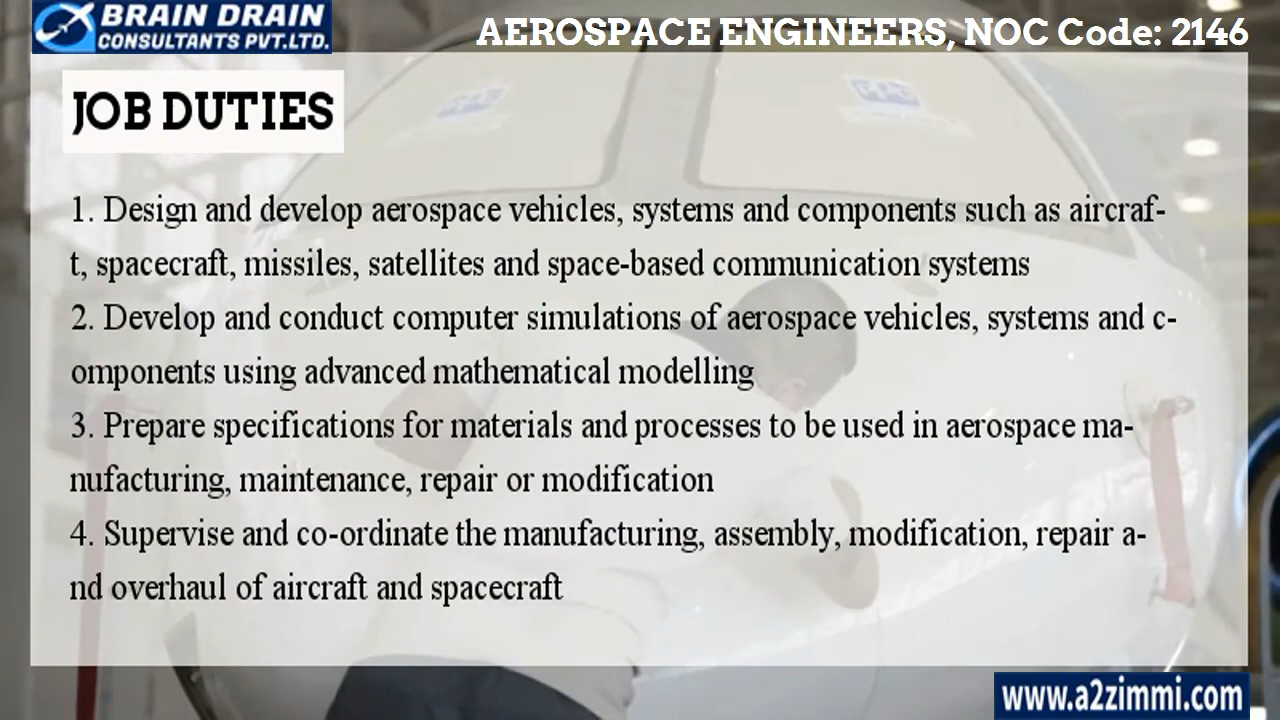 BRAIN DRAIN
CONSULTANTS PVT.LTD.
AEROSPACE ENGINEERS, NOC Code: 2146
JOB DUTIES
1. Design and develop aerospace vehicles, systems and components such as aircraf-
t, spacecraft, missiles, satellites and space-based communication systems
2. Develop and conduct computer simulations of aerospace vehicles, systems and c-
omponents using advanced mathematical modelling
3. Prepare specifications for materials and processes to be used in aerospace ma-
nufacturing, maintenance, repair or modification
4. Supervise and co-ordinate the manufacturing, assembly, modification, repair a-
nd overhaul of aircraft and spacecraft
www.a2zimmi.com